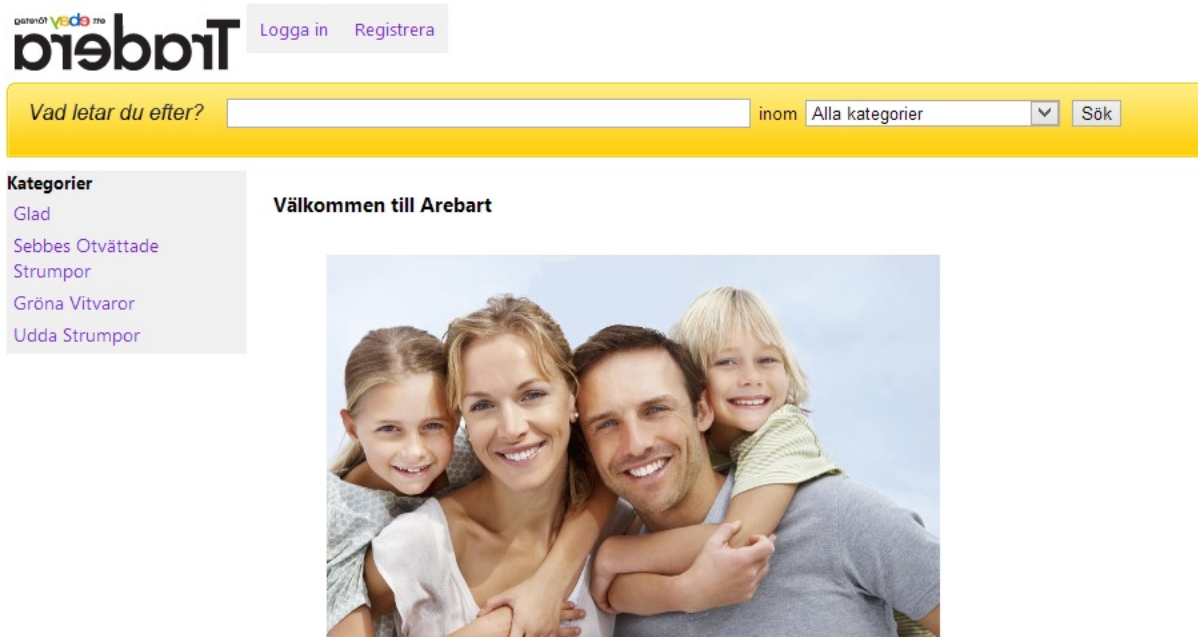 ett ebay företag
Tradera
Logga in Registrera
Vad letar du efter? inom Alla kategorier Sök
Kategorier
Glad
Sebbes Otvättade
Strumpor
Gröna Vitvaror
Udda Strumpor
Välkommen till Arebart